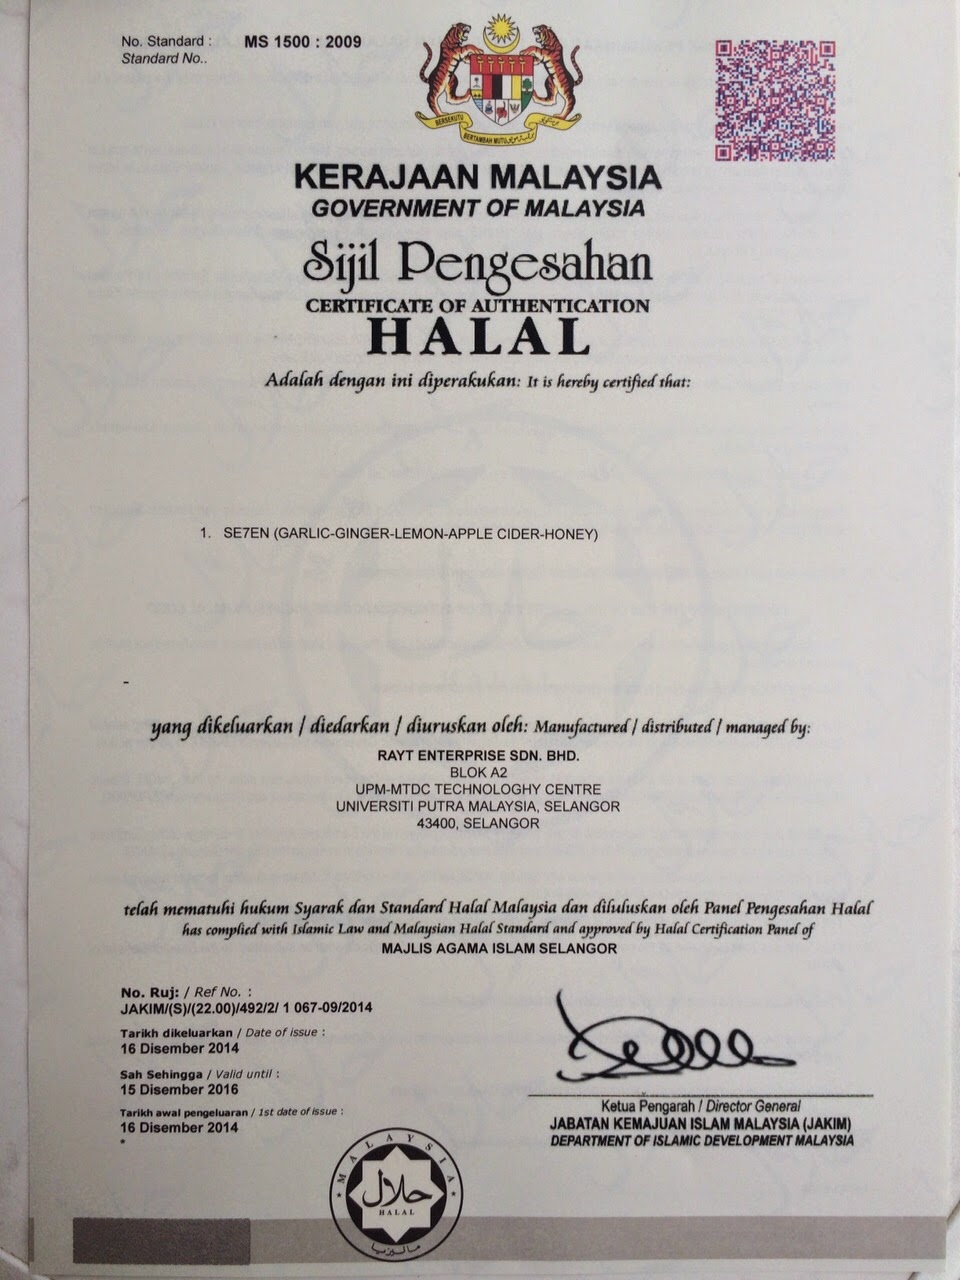 No. Standard : MS 1500 : 2009
Standard No..
BERSEKUTU
BERTAMBAH MUTU
KERAJAAN MALAYSIA
GOVERNMENT OF MALAYSIA
Sijil Pengesahan
CERTIFICATE OF AUTHENTICATION
HALAL
Adalah dengan ini diperakukan: It is hereby certified that:
1. SE7EN (GARLIC-GINGER-LEMON-APPLE CIDER-HONEY)
-
yang dikeluarkan / diedarkan / diuruskan oleh: Manufactured / distributed / managed by:
RAYT ENTERPRISE SDN. BHD.
BLOK A2
UPM-MTDC TECHNOLOGHY CENTRE
UNIVERSITI PUTRA MALAYSIA, SELANGOR
43400, SELANGOR
telah mematuhi hukum Syarak dan Standard Halal Malaysia dan diluluskan oleh Panel Pengesahan Halal
has complied with Islamic Law and Malaysian Halal Standard and approved by Halal Certification Panel of
MAJLIS AGAMA ISLAM SELANGOR
No. Ruj: / Ref No. :
JAKIM/(S)/(22.00)/492/2/ 1 067-09/2014
Tarikh dikeluarkan / Date of issue :
16 Disember 2014
Sah Sehingga / Valid until :
15 Disember 2016
Tarikh awal pengeluaran / 1st date of issue :
16 Disember 2014
*
Ketua Pengarah / Director General
JABATAN KEMAJUAN ISLAM MALAYSIA (JAKIM)
DEPARTMENT OF ISLAMIC DEVELOPMENT MALAYSIA
MALAYSIA
حلال
HALAL
ماليزيا